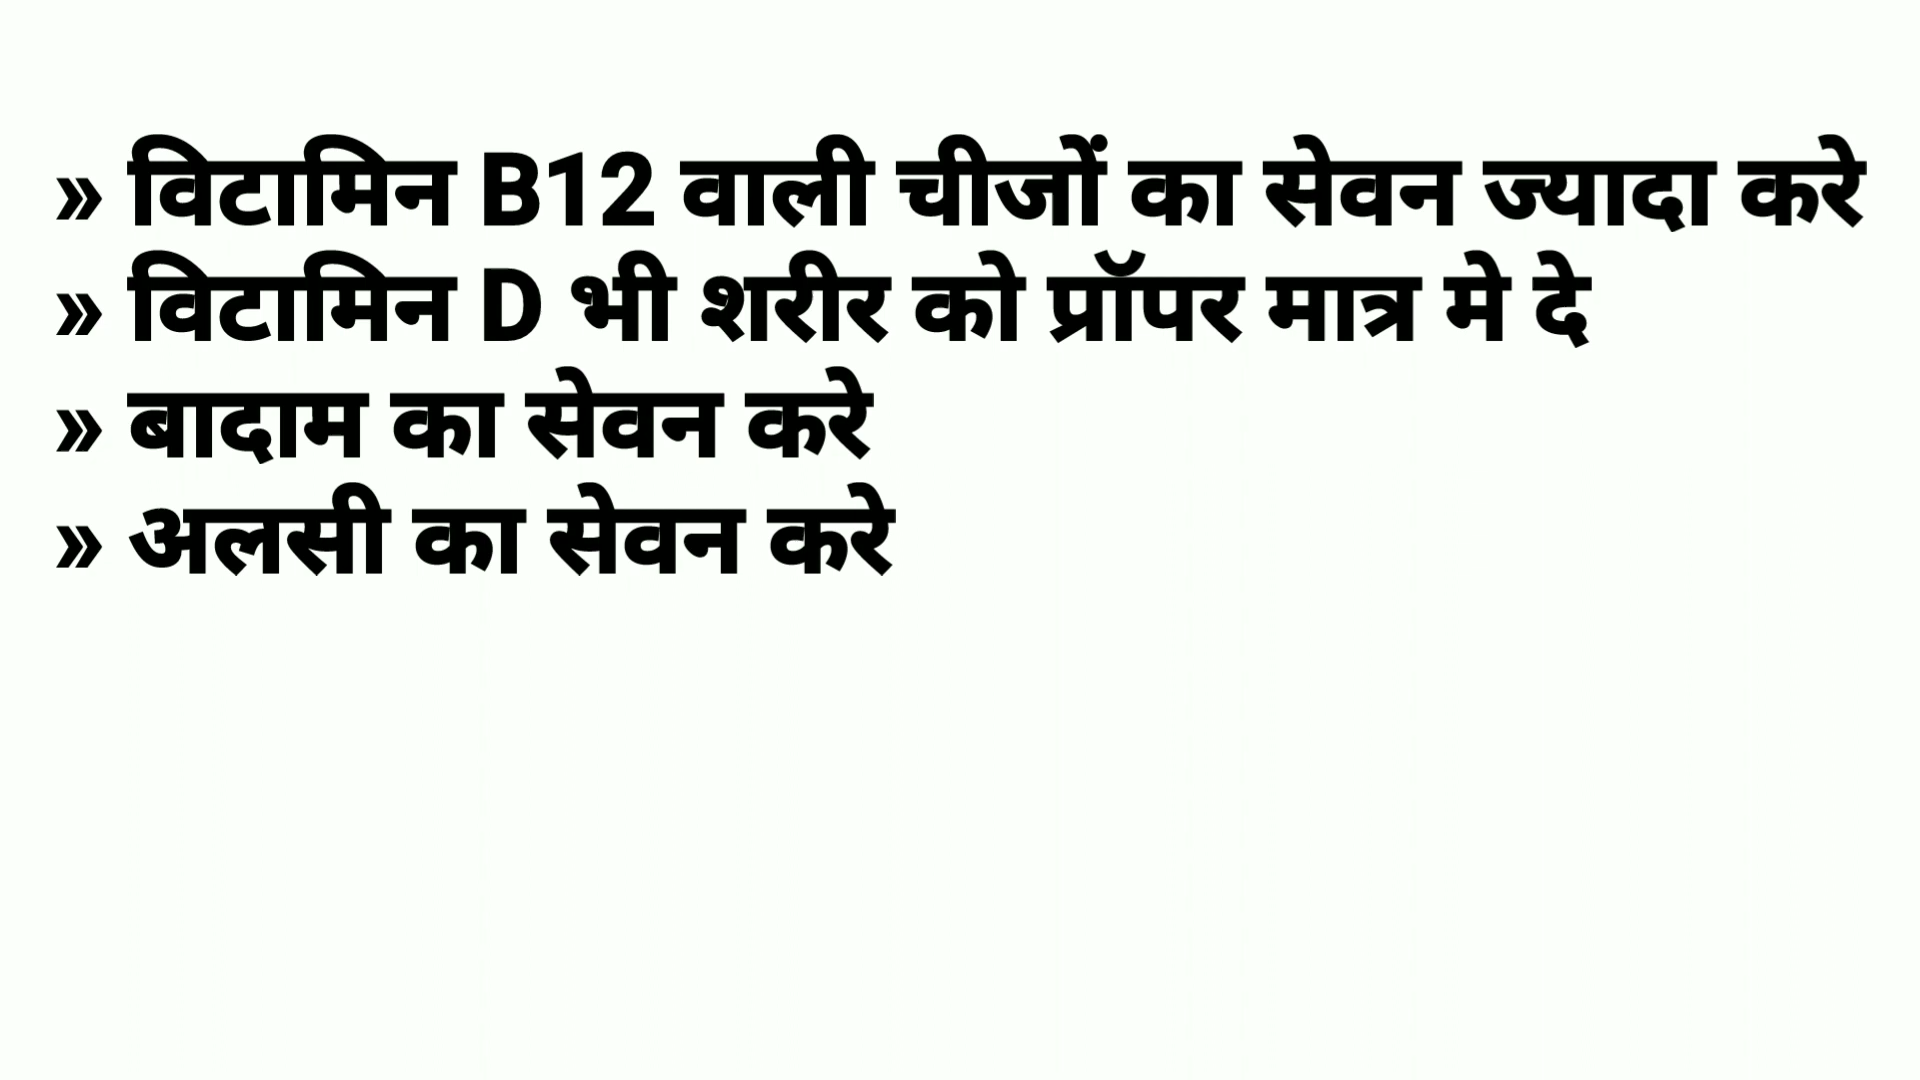 » विटामिन B12 वाली चीजों का सेवन ज्यादा करे
» विटामिन D भी शरीर को प्रॉपर मात्र मे दे
» बादाम का सेवन करे
» अलसी का सेवन करे